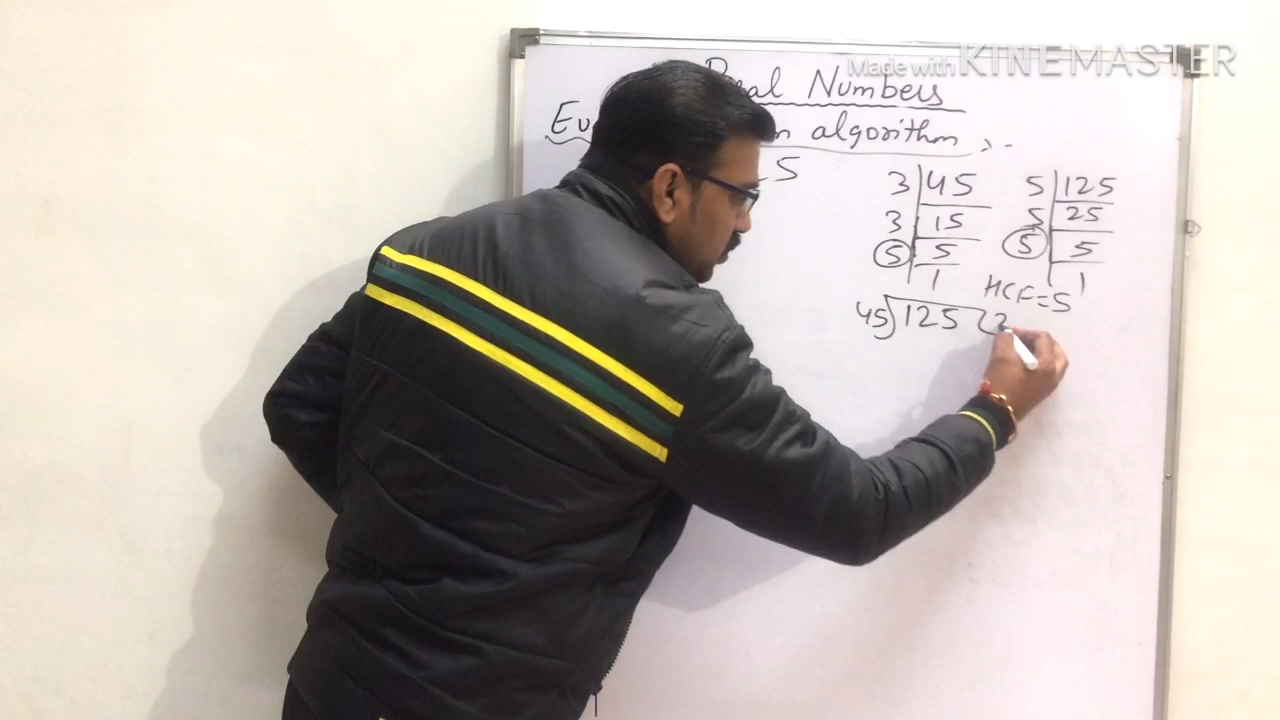 Made with KINEMASTER
Real Numbers
algorithm :-
5
3 | 45
3 | 15
5 | 5
1
5 | 125
5 | 25
5 | 5
1
HCF=5
45)125(2